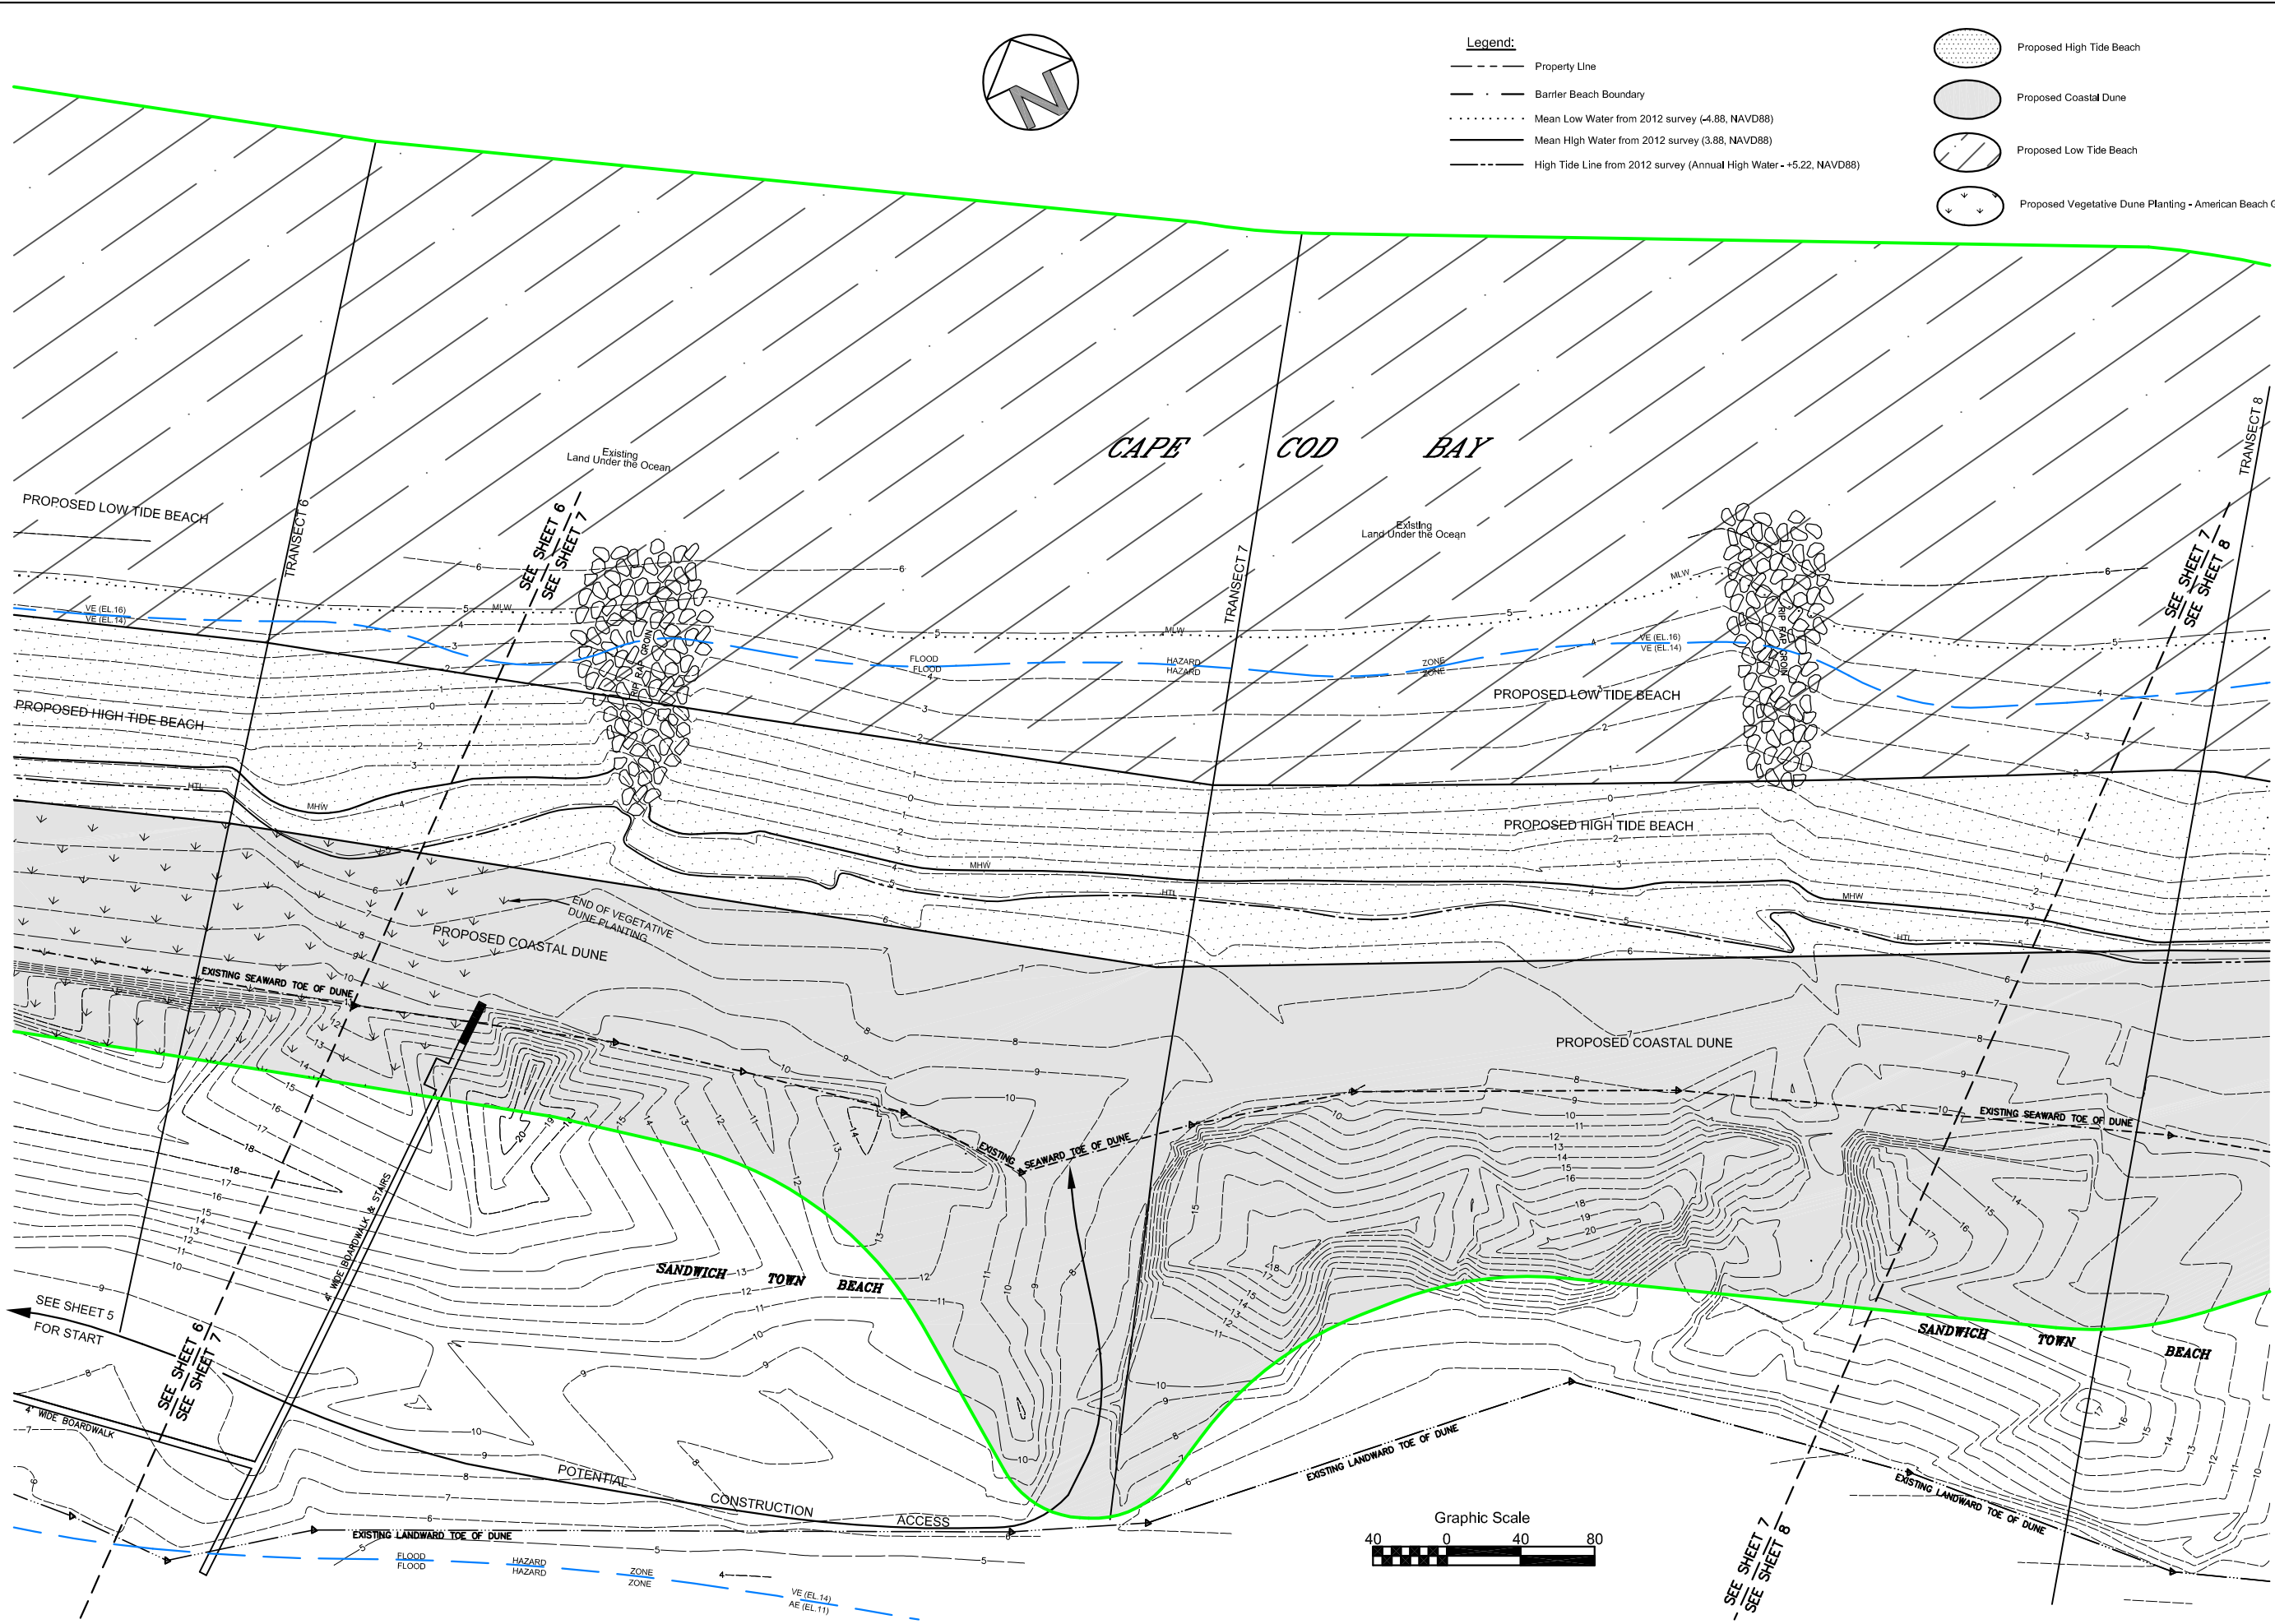 Legend:
Property Line
Barrier Beach Boundary
Mean Low Water from 2012 survey (-4.88, NAVD88)
Mean High Water from 2012 survey (3.88, NAVD88)
High Tide Line from 2012 survey (Annual High Water - +5.22, NAVD88)
Proposed High Tide Beach
Proposed Coastal Dune
Proposed Low Tide Beach
Proposed Vegetative Dune Planting - American Beach
N
CAPE COD BAY
Existing
Land Under the Ocean
Existing
Land Under the Ocean
PROPOSED LOW TIDE BEACH
TRANSECT 6
SEE SHEET 6
SEE SHEET 7
TRANSECT 7
TRANSECT 8
SEE SHEET 7
SEE SHEET 8
MLW
MLW
MLW
VE (EL.16)
VE (EL.14)
RIP RAP GROIN
RIP RAP GROIN
FLOOD HAZARD ZONE
FLOOD HAZARD ZONE
VE (EL.16)
VE (EL.14)
PROPOSED LOW TIDE BEACH
PROPOSED HIGH TIDE BEACH
PROPOSED HIGH TIDE BEACH
HTL
MHW
MHW
HTL
MHW
HTL
END OF VEGETATIVE
DUNE PLANTING
PROPOSED COASTAL DUNE
EXISTING SEAWARD TOE OF DUNE
PROPOSED COASTAL DUNE
EXISTING SEAWARD TOE OF DUNE
EXISTING SEAWARD TOE OF DUNE
4' WIDE BOARDWALK & STAIRS
SANDWICH TOWN BEACH
SANDWICH TOWN BEACH
SEE SHEET 5
FOR START
SEE SHEET 6
SEE SHEET 7
4' WIDE BOARDWALK
POTENTIAL CONSTRUCTION ACCESS
EXISTING LANDWARD TOE OF DUNE
EXISTING LANDWARD TOE OF DUNE
EXISTING LANDWARD TOE OF DUNE
FLOOD HAZARD ZONE
FLOOD HAZARD ZONE
VE (EL.14)
AE (EL.11)
Graphic Scale
40 0 40 80
SEE SHEET 7
SEE SHEET 8